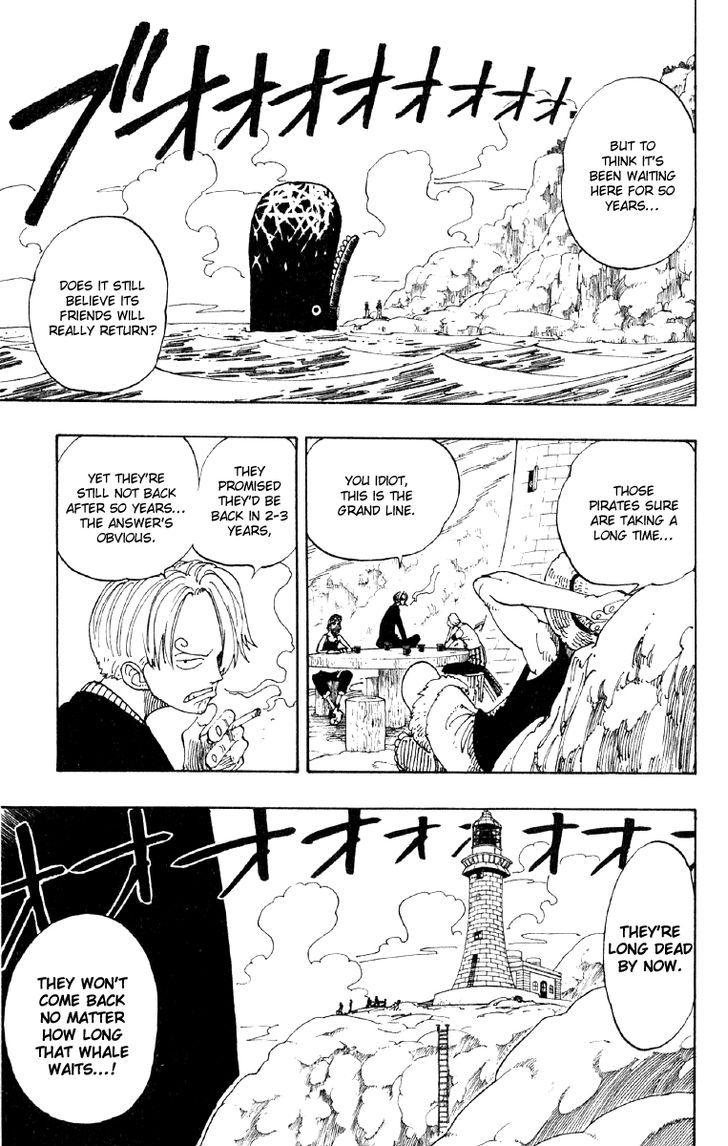 ブオオオオオオオオ
BUT TO
THINK IT'S
BEEN WAITING
HERE FOR 50
YEARS...
DOES IT STILL
BELIEVE ITS
FRIENDS WILL
REALLY RETURN?
THOSE
PIRATES SURE
ARE TAKING A
LONG TIME...
YOU IDIOT,
THIS IS THE
GRAND LINE.
THEY
PROMISED
THEY'D BE
BACK IN 2-3
YEARS,
YET THEY'RE
STILL NOT BACK
AFTER 50 YEARS...
THE ANSWER'S
OBVIOUS.
オオオオオオオオオ
THEY'RE
LONG DEAD
BY NOW.
THEY WON'T
COME BACK
NO MATTER
HOW LONG
THAT WHALE
WAITS...!